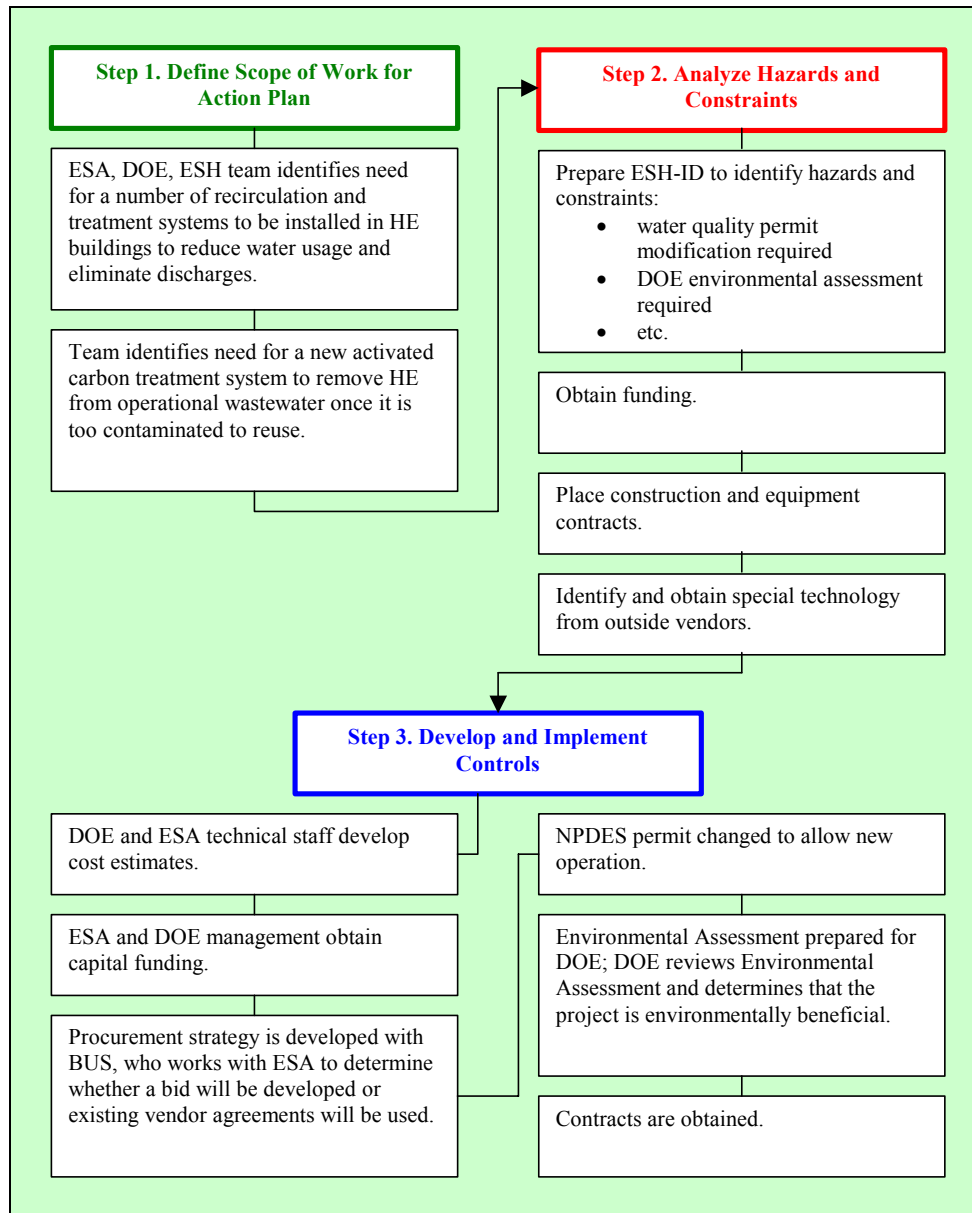 Step 1. Define Scope of Work for
Action Plan
ESA, DOE, ESH team identifies need
for a number of recirculation and
treatment systems to be installed in HE
buildings to reduce water usage and
eliminate discharges.
Team identifies need for a new activated
carbon treatment system to remove HE
from operational wastewater once it is
too contaminated to reuse.
Step 2. Analyze Hazards and
Constraints
Prepare ESH-ID to identify hazards and
constraints:
• water quality permit
modification required
• DOE environmental assessment
required
• etc.
Obtain funding.
Place construction and equipment
contracts.
Identify and obtain special technology
from outside vendors.
Step 3. Develop and Implement
Controls
DOE and ESA technical staff develop
cost estimates.
ESA and DOE management obtain
capital funding.
Procurement strategy is developed with
BUS, who works with ESA to determine
whether a bid will be developed or
existing vendor agreements will be used.
NPDES permit changed to allow new
operation.
Environmental Assessment prepared for
DOE; DOE reviews Environmental
Assessment and determines that the
project is environmentally beneficial.
Contracts are obtained.